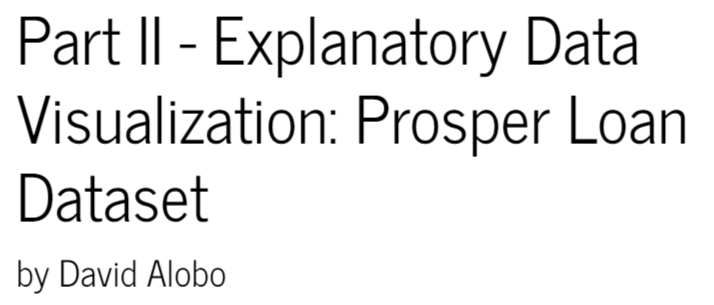 Part II - Explanatory Data
Visualization: Prosper Loan
Dataset
by David Alobo